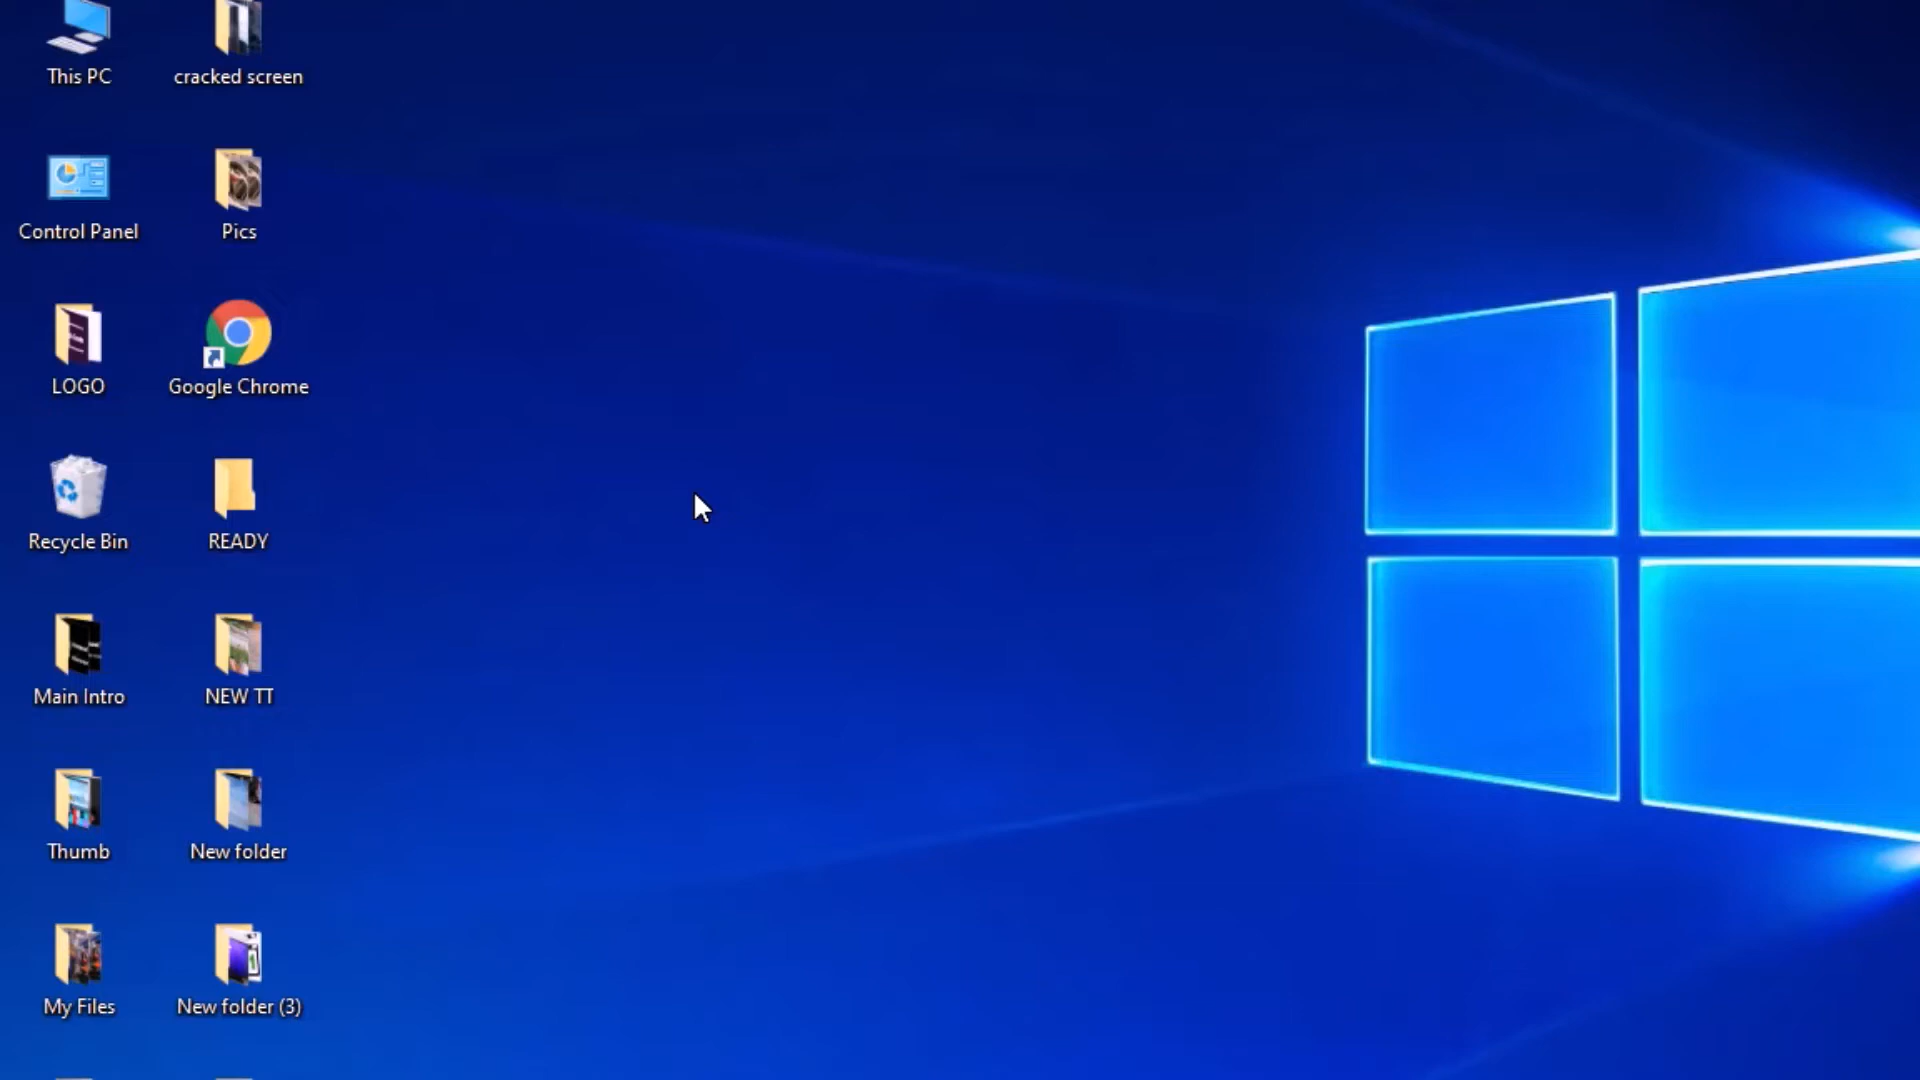 This PC
cracked screen
Control Panel
Pics
LOGO
Google Chrome
Recycle Bin
READY
Main Intro
NEW TT
Thumb
New folder
My Files
New folder (3)